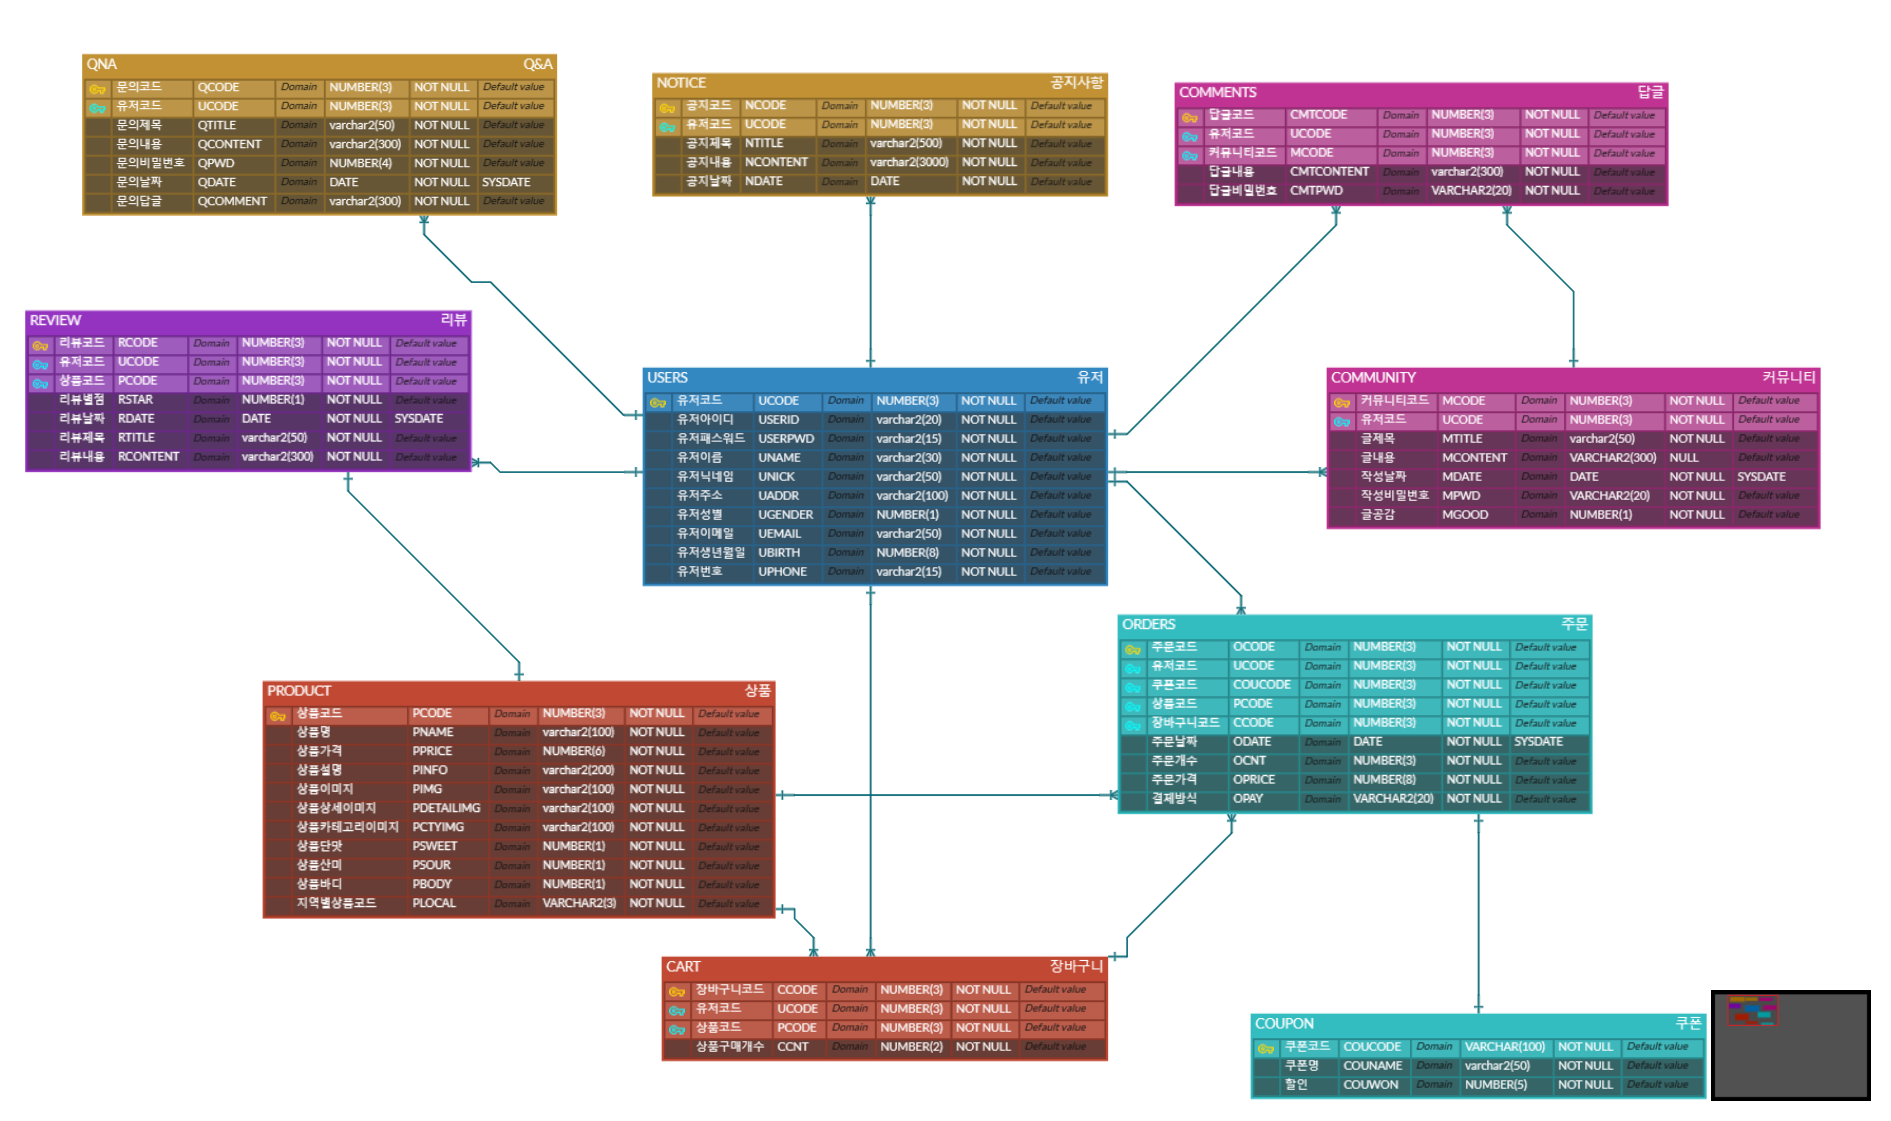 QNA Q&A
문의코드 QCODE Domain NUMBER(3) NOT NULL Default value
유저코드 UCODE Domain NUMBER(3) NOT NULL Default value
문의제목 QTITLE Domain varchar2(50) NOT NULL Default value
문의내용 QCONTENT Domain varchar2(300) NOT NULL Default value
문의비밀번호 QPWD Domain NUMBER(4) NOT NULL Default value
문의날짜 QDATE Domain DATE NOT NULL SYSDATE
문의답글 QCOMMENT Domain varchar2(300) NOT NULL Default value
NOTICE 공지사항
공지코드 NCODE Domain NUMBER(3) NOT NULL Default value
유저코드 UCODE Domain NUMBER(3) NOT NULL Default value
공지제목 NTITLE Domain varchar2(500) NOT NULL Default value
공지내용 NCONTENT Domain varchar2(3000) NOT NULL Default value
공지날짜 NDATE Domain DATE NOT NULL Default value
COMMENTS 답글
답글코드 CMTCODE Domain NUMBER(3) NOT NULL Default value
유저코드 UCODE Domain NUMBER(3) NOT NULL Default value
커뮤니티코드 MCODE Domain NUMBER(3) NOT NULL Default value
답글내용 CMTCONTENT Domain varchar2(300) NOT NULL Default value
답글비밀번호 CMTPWD Domain VARCHAR2(20) NOT NULL Default value
REVIEW 리뷰
리뷰코드 RCODE Domain NUMBER(3) NOT NULL Default value
유저코드 UCODE Domain NUMBER(3) NOT NULL Default value
상품코드 PCODE Domain NUMBER(3) NOT NULL Default value
리뷰별점 RSTAR Domain NUMBER(1) NOT NULL Default value
리뷰날짜 RDATE Domain DATE NOT NULL SYSDATE
리뷰제목 RTITLE Domain varchar2(50) NOT NULL Default value
리뷰내용 RCONTENT Domain varchar2(300) NOT NULL Default value
USERS 유저
유저코드 UCODE Domain NUMBER(3) NOT NULL Default value
유저아이디 USERID Domain varchar2(20) NOT NULL Default value
유저패스워드 USERPWD Domain varchar2(15) NOT NULL Default value
유저이름 UNAME Domain varchar2(30) NOT NULL Default value
유저닉네임 UNICK Domain varchar2(50) NOT NULL Default value
유저주소 UADDR Domain varchar2(100) NOT NULL Default value
유저성별 UGENDER Domain NUMBER(1) NOT NULL Default value
유저이메일 UEMAIL Domain varchar2(50) NOT NULL Default value
유저생년월일 UBIRTH Domain NUMBER(8) NOT NULL Default value
유저번호 UPHONE Domain varchar2(15) NOT NULL Default value
COMMUNITY 커뮤니티
커뮤니티코드 MCODE Domain NUMBER(3) NOT NULL Default value
유저코드 UCODE Domain NUMBER(3) NOT NULL Default value
글제목 MTITLE Domain varchar2(50) NOT NULL Default value
글내용 MCONTENT Domain VARCHAR2(300) NULL Default value
작성날짜 MDATE Domain DATE NOT NULL SYSDATE
작성비밀번호 MPWD Domain VARCHAR2(20) NOT NULL Default value
글공감 MGOOD Domain NUMBER(1) NOT NULL Default value
ORDERS 주문
주문코드 OCODE Domain NUMBER(3) NOT NULL Default value
유저코드 UCODE Domain NUMBER(3) NOT NULL Default value
쿠폰코드 COUCODE Domain NUMBER(3) NOT NULL Default value
상품코드 PCODE Domain NUMBER(3) NOT NULL Default value
장바구니코드 CCODE Domain NUMBER(3) NOT NULL Default value
주문날짜 ODATE Domain DATE NOT NULL SYSDATE
주문개수 OCNT Domain NUMBER(3) NOT NULL Default value
주문가격 OPRICE Domain NUMBER(8) NOT NULL Default value
결제방식 OPAY Domain VARCHAR2(20) NOT NULL Default value
PRODUCT 상품
상품코드 PCODE Domain NUMBER(3) NOT NULL Default value
상품명 PNAME Domain varchar2(100) NOT NULL Default value
상품가격 PPRICE Domain NUMBER(6) NOT NULL Default value
상품설명 PINFO Domain varchar2(200) NOT NULL Default value
상품이미지 PIMG Domain varchar2(100) NOT NULL Default value
상품상세이미지 PDETAILIMG Domain varchar2(100) NOT NULL Default value
상품카테고리이미지 PCTYIMG Domain varchar2(100) NOT NULL Default value
상품단맛 PSWEET Domain NUMBER(1) NOT NULL Default value
상품산미 PSOUR Domain NUMBER(1) NOT NULL Default value
상품바디 PBODY Domain NUMBER(1) NOT NULL Default value
지역별상품코드 PLOCAL Domain VARCHAR2(3) NOT NULL Default value
CART 장바구니
장바구니코드 CCODE Domain NUMBER(3) NOT NULL Default value
유저코드 UCODE Domain NUMBER(3) NOT NULL Default value
상품코드 PCODE Domain NUMBER(3) NOT NULL Default value
상품구매개수 CCNT Domain NUMBER(2) NOT NULL Default value
COUPON 쿠폰
쿠폰코드 COUCODE Domain VARCHAR(100) NOT NULL Default value
쿠폰명 COUNAME Domain varchar2(50) NOT NULL Default value
할인 COUWON Domain NUMBER(5) NOT NULL Default value